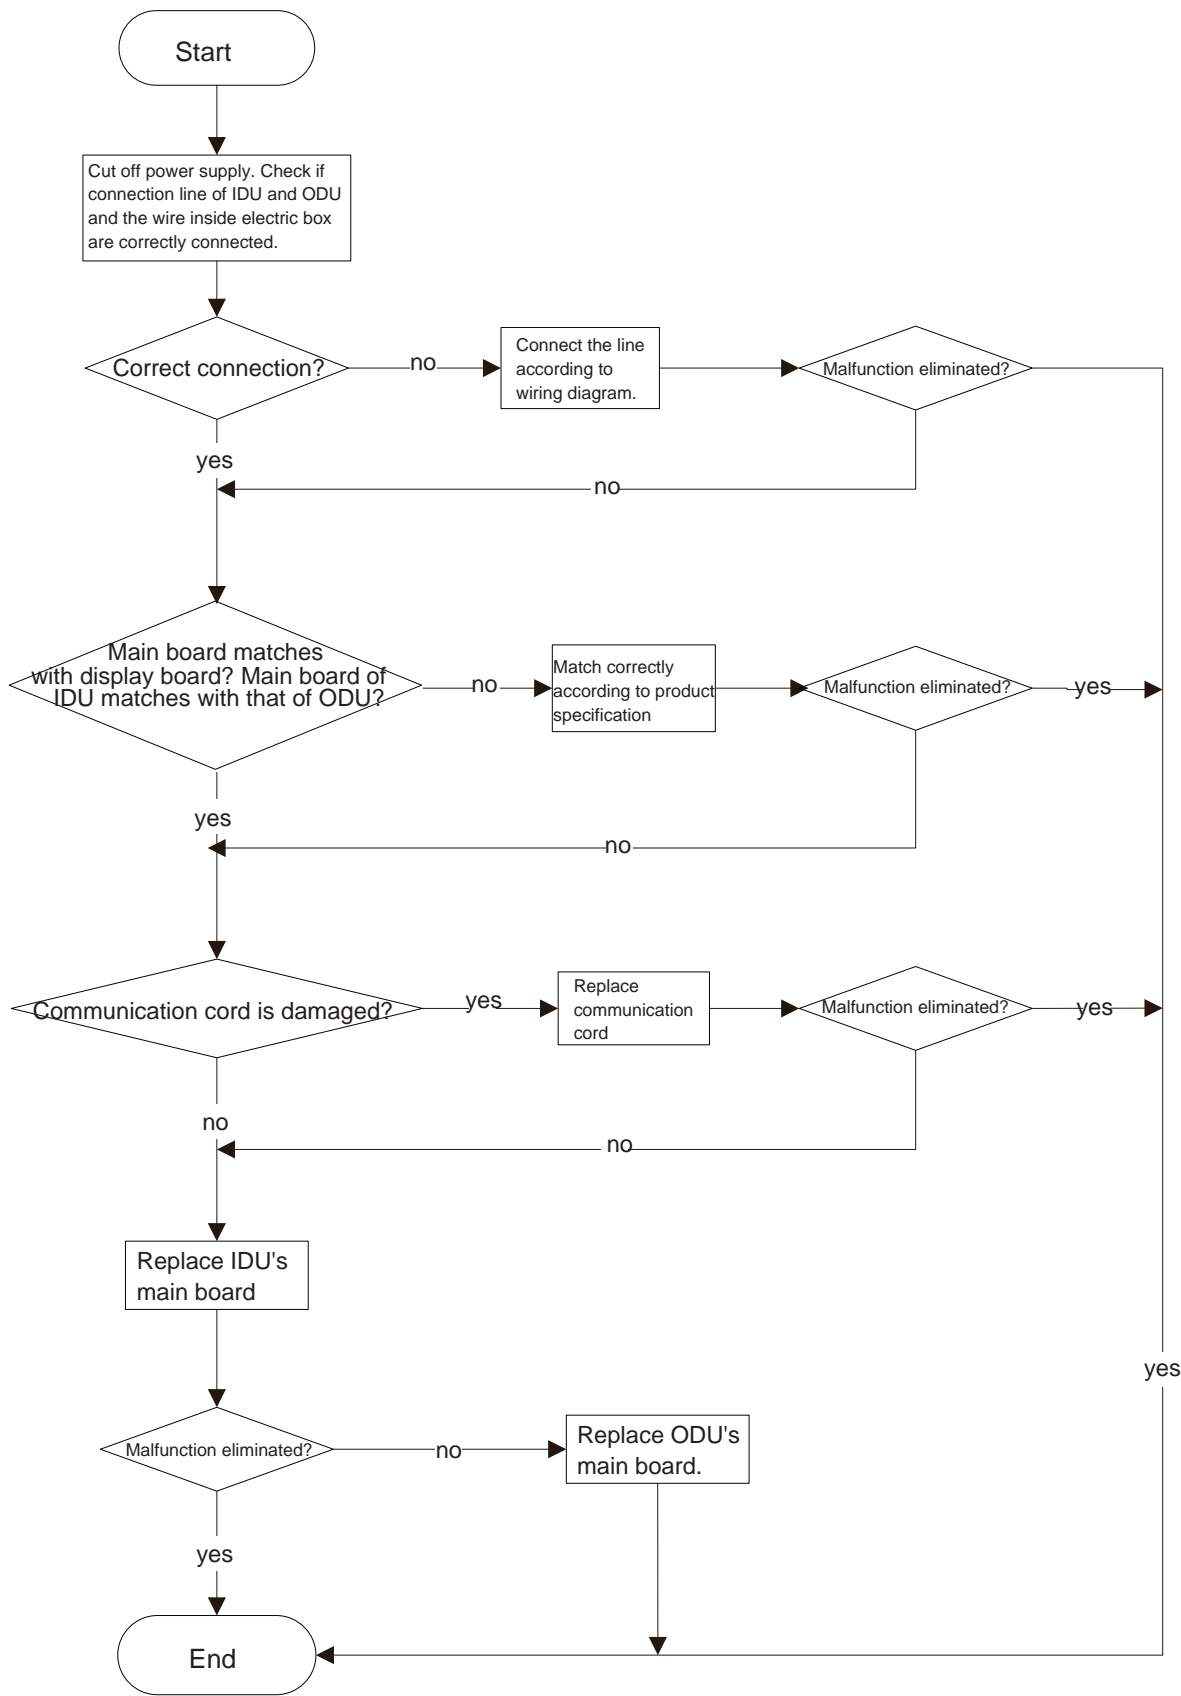 Start
Cut off power supply. Check if
connection line of IDU and ODU
and the wire inside electric box
are correctly connected.
Correct connection?
no
Connect the line
according to
wiring diagram.
Malfunction eliminated?
yes
no
Main board matches
with display board? Main board of
IDU matches with that of ODU?
no
Match correctly
according to product
specification
Malfunction eliminated?
yes
yes
no
Communication cord is damaged?
yes
Replace
communication
cord
Malfunction eliminated?
yes
no
no
Replace IDU's
main board
yes
Malfunction eliminated?
no
Replace ODU's
main board.
yes
End